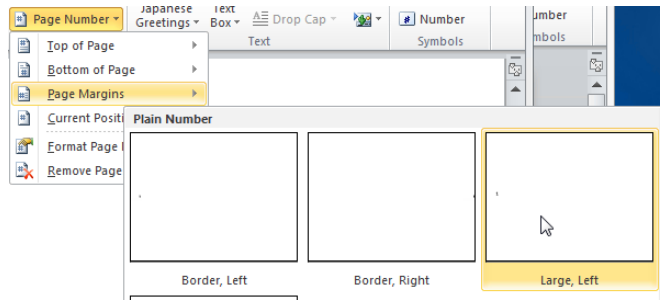 Page Number
Japanese Greetings
Text Box
Drop Cap
Number
umber
Text
Symbols
mbols
Top of Page
Bottom of Page
Page Margins
Current Positi
Format Page
Remove Page
Plain Number
Border, Left
Border, Right
Large, Left